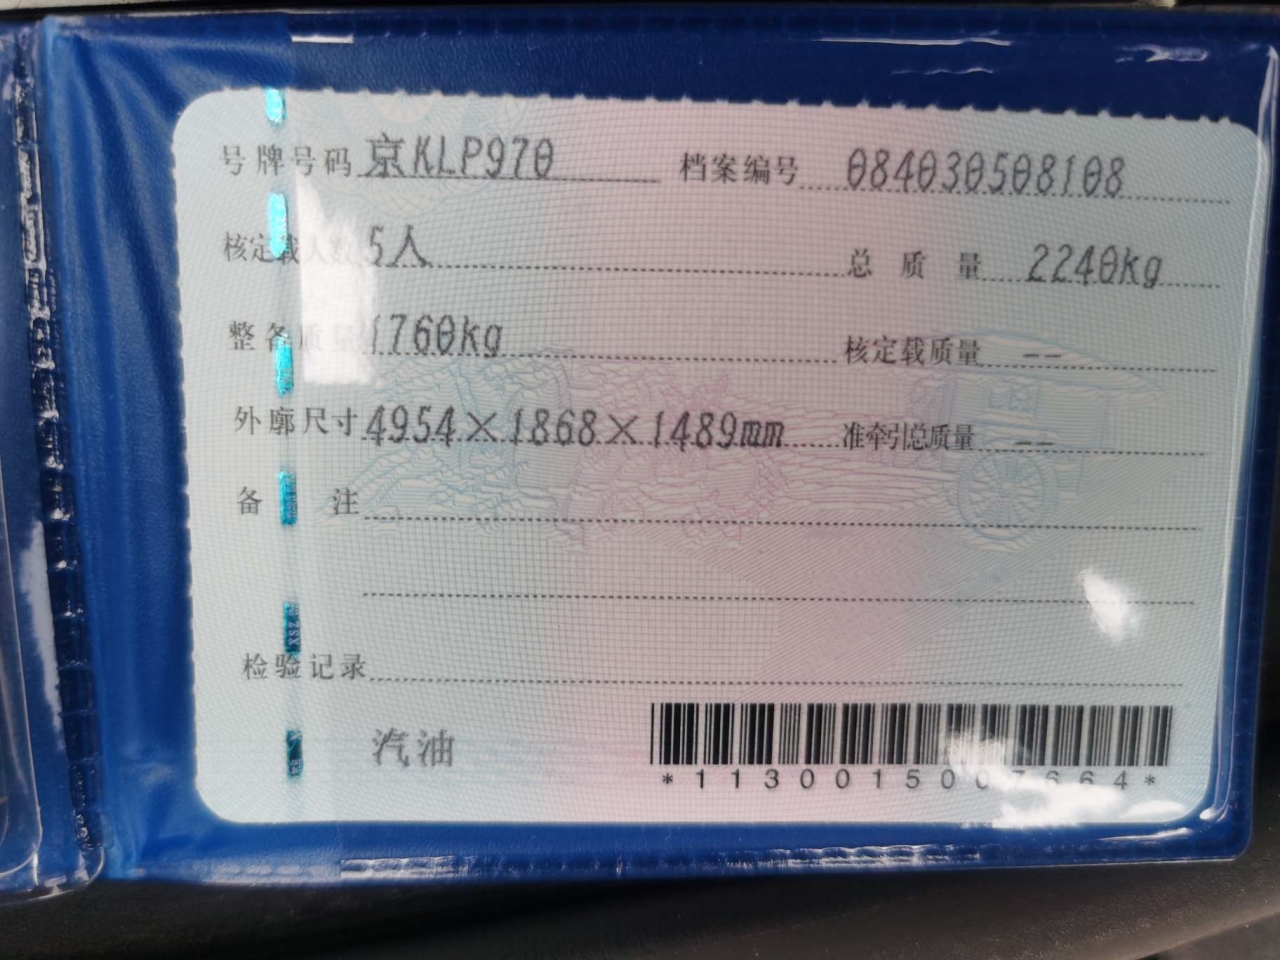 号牌号码 京KLP970 档案编号 084030508108
核定载人数 5人 总质量 2240kg
整备质量 1760kg 核定载质量 --
外廓尺寸 4954×1868×1489mm 准牵引总质量 --
备注
检验记录
汽油
*1130015007664*